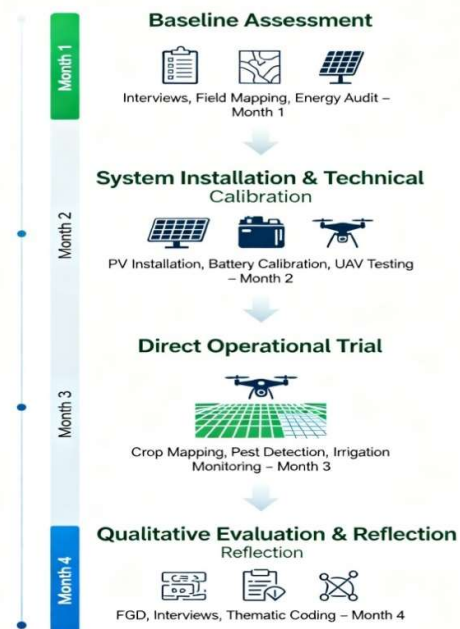 Baseline Assessment
Month 1
Interviews, Field Mapping, Energy Audit –
Month 1
System Installation & Technical
Calibration
Month 2
PV Installation, Battery Calibration, UAV Testing
– Month 2
Direct Operational Trial
Month 3
Crop Mapping, Pest Detection, Irrigation
Monitoring – Month 3
Qualitative Evaluation & Reflection
Reflection
Month 4
FGD, Interviews, Thematic Coding – Month 4